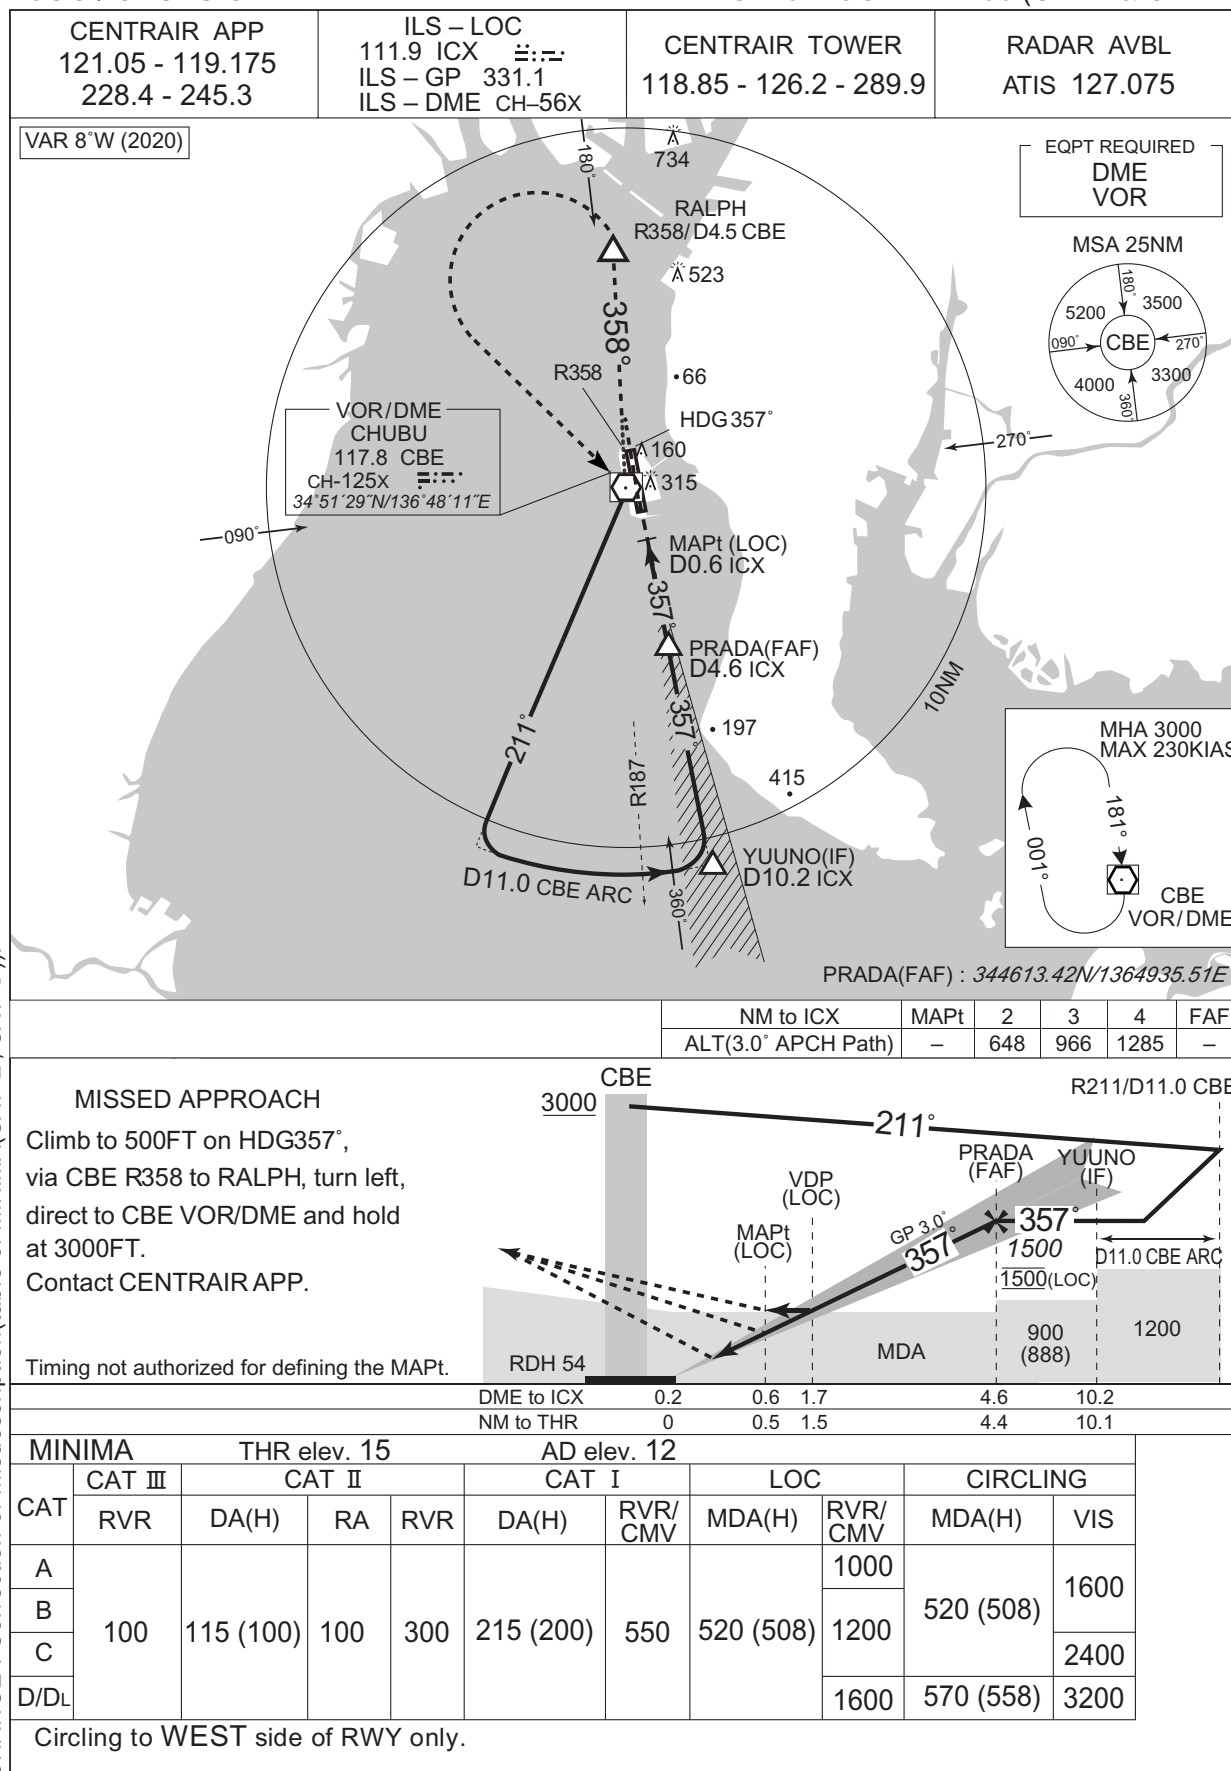 CENTRAIR APP
121.05 - 119.175
228.4 - 245.3
ILS – LOC
111.9 ICX
ILS – GP 331.1
ILS – DME CH–56X
CENTRAIR TOWER
118.85 - 126.2 - 289.9
RADAR AVBL
ATIS 127.075
VAR 8°W (2020)
EQPT REQUIRED
DME
VOR
MSA 25NM
180°
5200
3500
090°
CBE
270°
4000
3300
360°
180°
734
RALPH
R358/D4.5 CBE
523
358°
R358
66
HDG 357°
VOR/DME
CHUBU
117.8 CBE
CH-125X
34°51′29″N/136°48′11″E
160
315
270°
090°
MAPt (LOC)
D0.6 ICX
357°
PRADA(FAF)
D4.6 ICX
357°
10NM
197
211°
R187
415
YUUNO(IF)
D10.2 ICX
D11.0 CBE ARC
360°
MHA 3000
MAX 230KIAS
181°
001°
CBE
VOR/DME
PRADA(FAF) : 344613.42N/1364935.51E
NM to ICX MAPt 2 3 4 FAF
ALT(3.0° APCH Path) – 648 966 1285 –
MISSED APPROACH
Climb to 500FT on HDG357°,
via CBE R358 to RALPH, turn left,
direct to CBE VOR/DME and hold
at 3000FT.
Contact CENTRAIR APP.
Timing not authorized for defining the MAPt.
CBE
3000
R211/D11.0 CBE
211°
PRADA
(FAF)
YUUNO
(IF)
VDP
(LOC)
MAPt
(LOC)
GP 3.0°
357°
357°
1500
1500(LOC)
D11.0 CBE ARC
900
(888)
1200
MDA
RDH 54
DME to ICX 0.2 0.6 1.7 4.6 10.2
NM to THR 0 0.5 1.5 4.4 10.1
MINIMA THR elev. 15 AD elev. 12
CAT CAT Ⅲ CAT Ⅱ CAT Ⅰ LOC CIRCLING
RVR DA(H) RA RVR DA(H) RVR/CMV MDA(H) RVR/CMV MDA(H) VIS
A 1000
B 1600
100 115 (100) 100 300 215 (200) 550 520 (508) 1200 520 (508)
C 2400
D/DL 1600 570 (558) 3200
Circling to WEST side of RWY only.